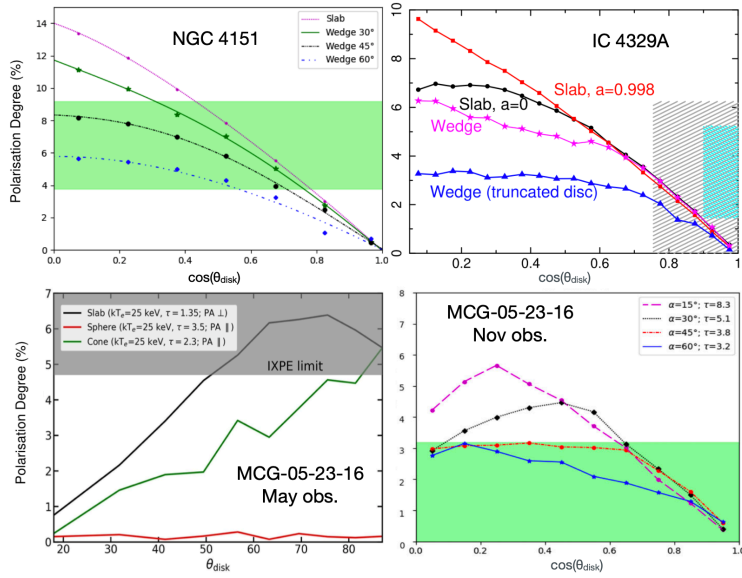 NGC 4151
Slab
Wedge 30°
Wedge 45°
Wedge 60°
Polarisation Degree (%)
14
12
10
8
6
4
2
0
0.0 0.2 0.4 0.6 0.8 1.0
cos(θdisk)
IC 4329A
Slab, a=0.998
Slab, a=0
Wedge
Wedge (truncated disc)
Polarisation Degree (%)
10
8
6
4
2
0
0.2 0.4 0.6 0.8 1
cos(θdisk)
Slab (kTe=25 keV, τ = 1.35; PA ⊥)
Sphere (kTe=25 keV, τ = 3.5; PA ∥)
Cone (kTe=25 keV, τ = 2.3; PA ∥)
IXPE limit
MCG-05-23-16
May obs.
Polarisation Degree (%)
7
6
5
4
3
2
1
0
20 30 40 50 60 70 80
θdisk
MCG-05-23-16
Nov obs.
α=15°; τ=8.3
α=30°; τ=5.1
α=45°; τ=3.8
α=60°; τ=3.2
8
7
6
5
4
3
2
1
0
0.0 0.2 0.4 0.6 0.8 1.0
cos(θdisk)